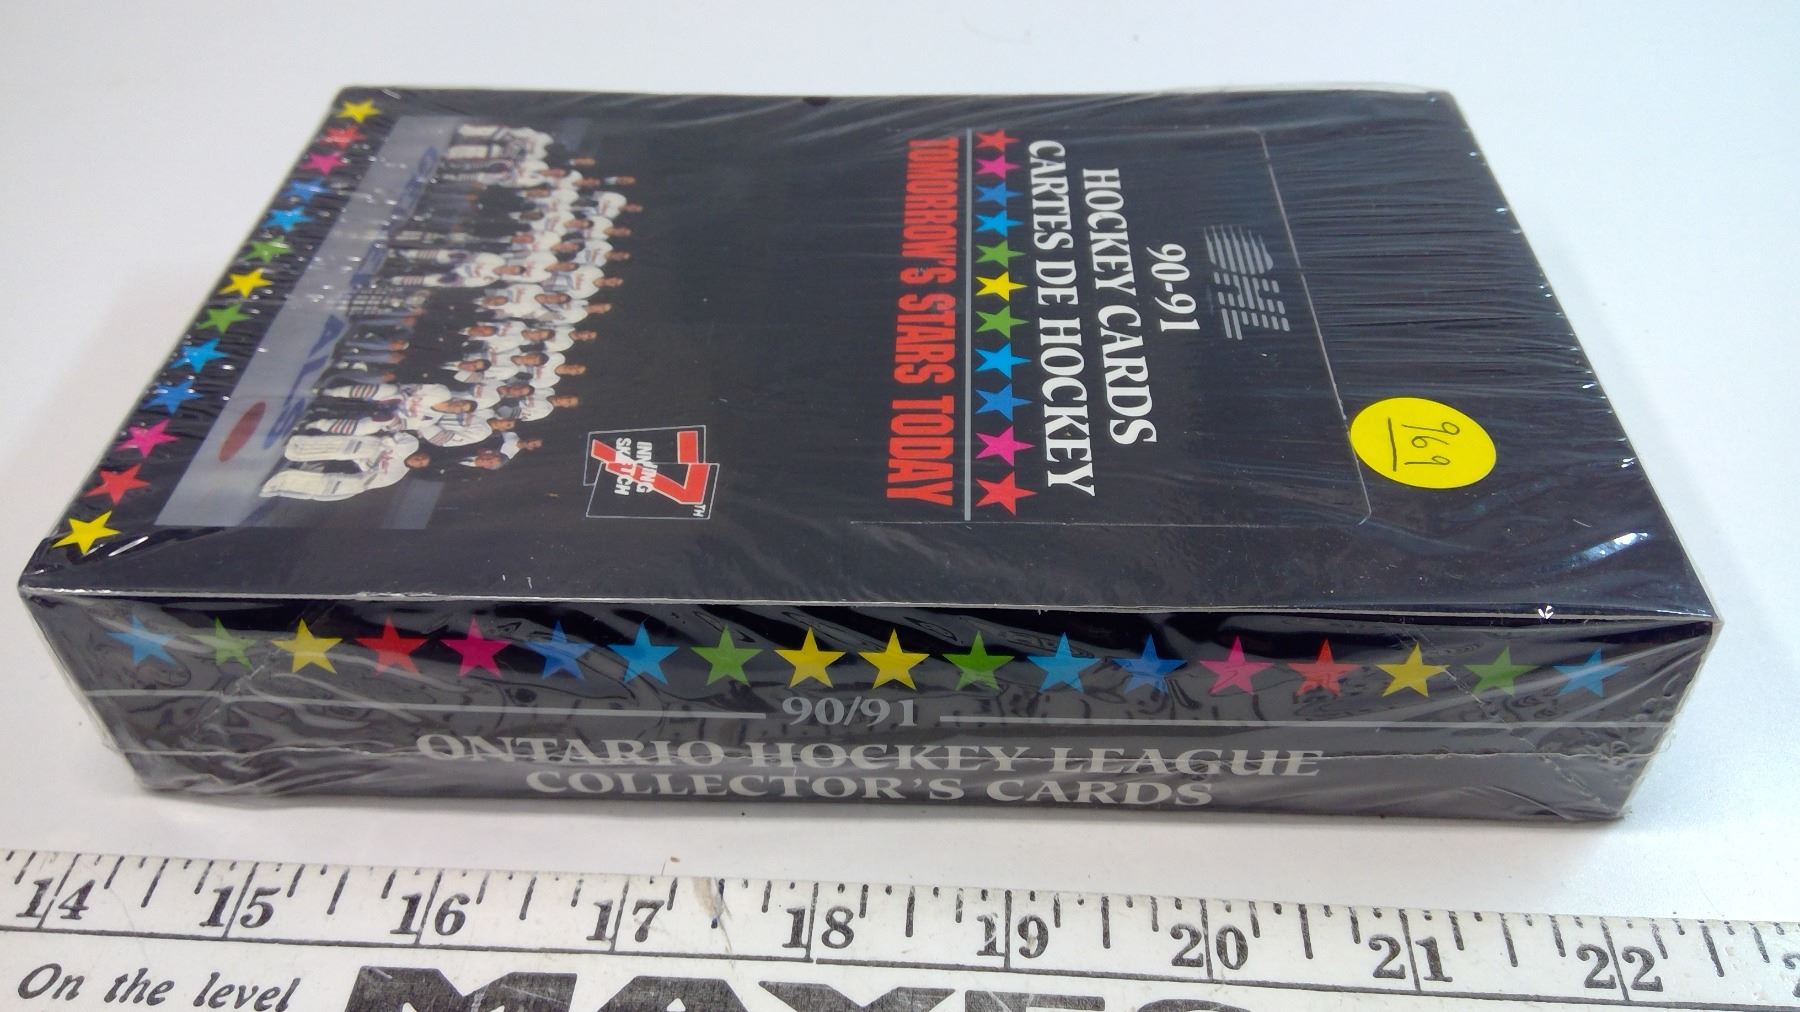 90-91
HOCKEY CARDS
CARTES DE HOCKEY
TOMORROW'S STARS TODAY
7TH
INNING
SKETCH
969
90/91
ONTARIO HOCKEY LEAGUE
COLLECTOR'S CARDS
14 15 16 17 18 19 20 21 22
On the level